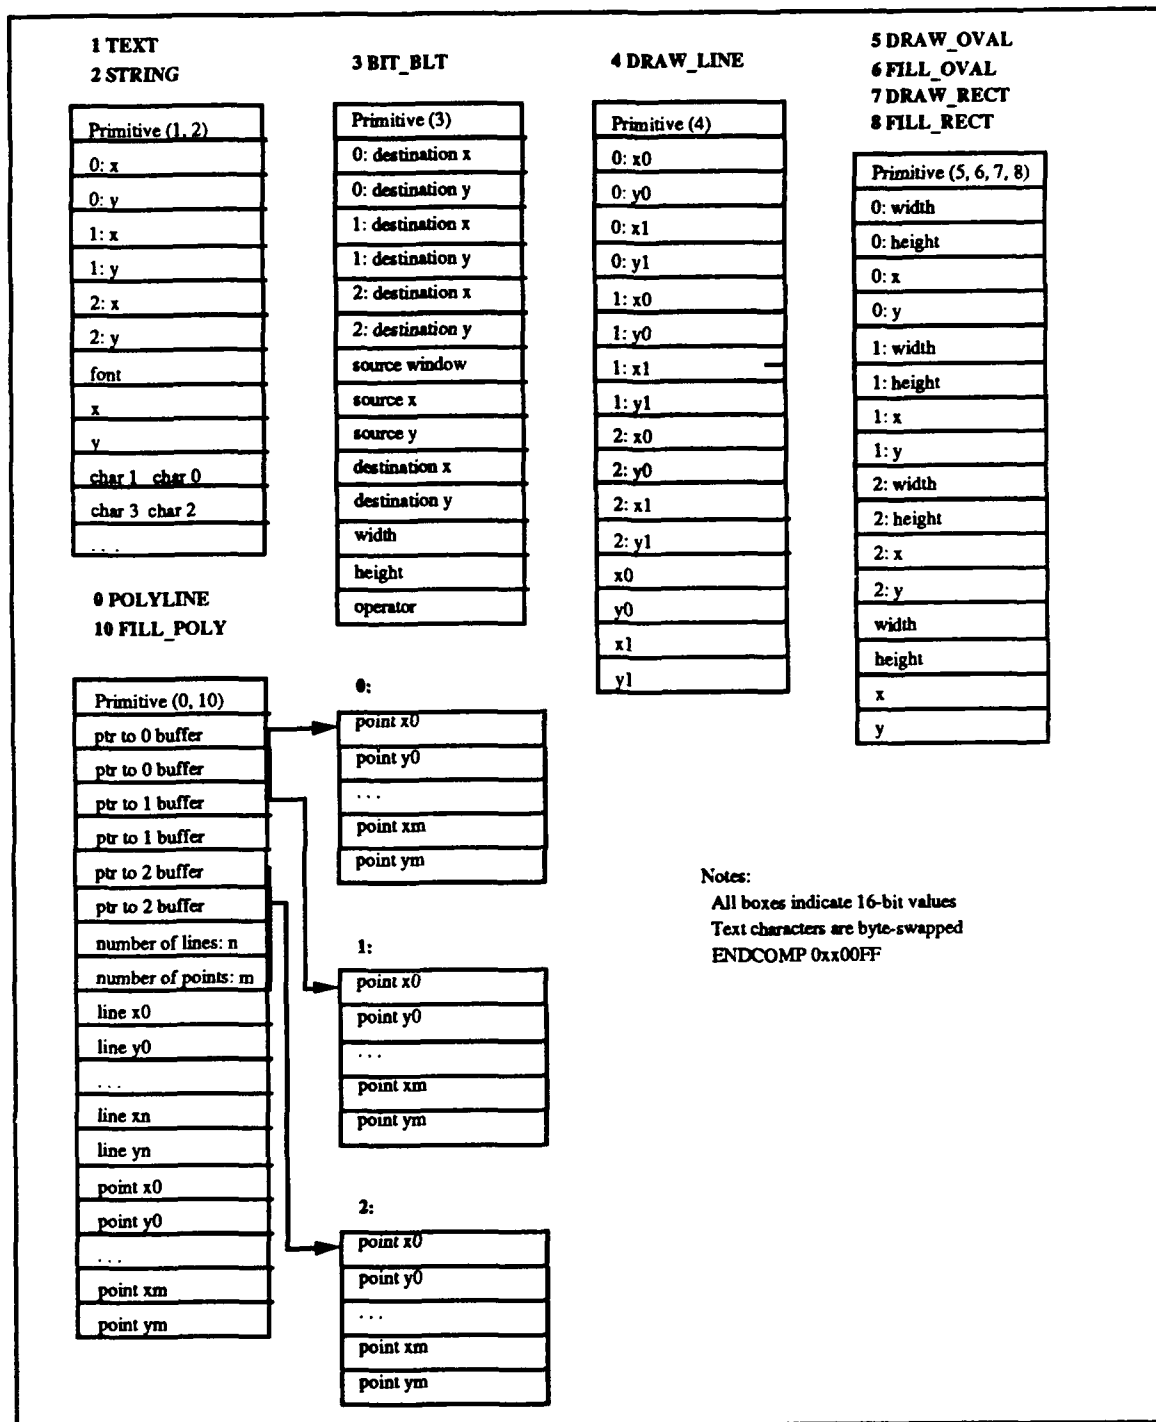 1 TEXT
2 STRING
Primitive (1, 2)
0: x
0: y
1: x
1: y
2: x
2: y
font
x
y
char 1 char 0
char 3 char 2
. . .
3 BIT_BLT
Primitive (3)
0: destination x
0: destination y
1: destination x
1: destination y
2: destination x
2: destination y
source window
source x
source y
destination x
destination y
width
height
operator
4 DRAW_LINE
Primitive (4)
0: x0
0: y0
0: x1
0: y1
1: x0
1: y0
1: x1
1: y1
2: x0
2: y0
2: x1
2: y1
x0
y0
x1
y1
5 DRAW_OVAL
6 FILL_OVAL
7 DRAW_RECT
8 FILL_RECT
Primitive (5, 6, 7, 8)
0: width
0: height
0: x
0: y
1: width
1: height
1: x
1: y
2: width
2: height
2: x
2: y
width
height
x
y
0 POLYLINE
10 FILL_POLY
Primitive (0, 10)
ptr to 0 buffer
ptr to 0 buffer
ptr to 1 buffer
ptr to 1 buffer
ptr to 2 buffer
ptr to 2 buffer
number of lines: n
number of points: m
line x0
line y0
. . .
line xn
line yn
point x0
point y0
. . .
point xm
point ym
0:
point x0
point y0
. . .
point xm
point ym
1:
point x0
point y0
. . .
point xm
point ym
2:
point x0
point y0
. . .
point xm
point ym
Notes:
All boxes indicate 16-bit values
Text characters are byte-swapped
ENDCOMP 0xx00FF